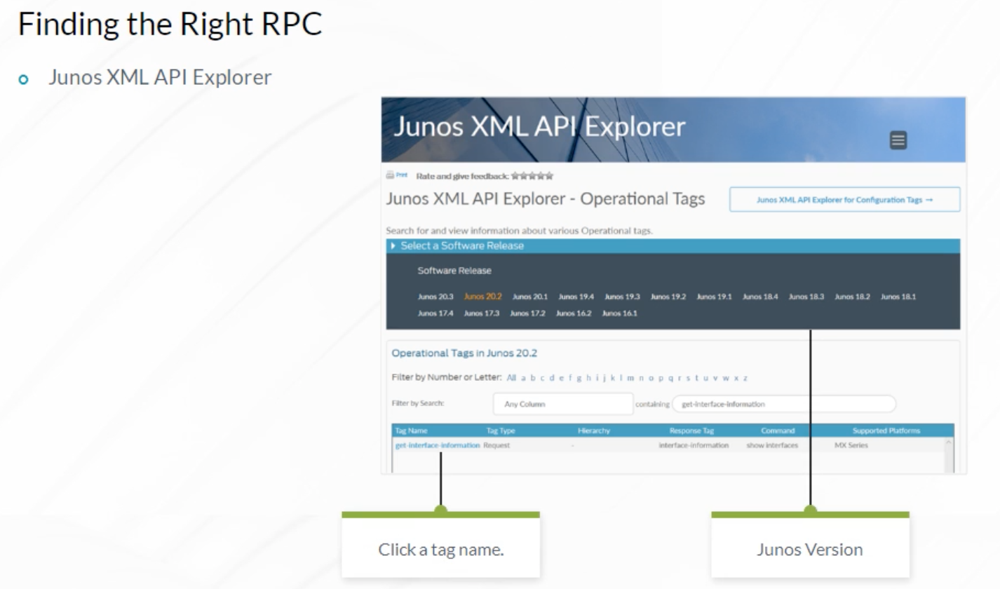 Finding the Right RPC
Junos XML API Explorer
Junos XML API Explorer
Print Rate and give feedback:
Junos XML API Explorer - Operational Tags
Junos XML API Explorer for Configuration Tags →
Search for and view information about various Operational tags.
Select a Software Release
Software Release
Junos 20.3 Junos 20.2 Junos 20.1 Junos 19.4 Junos 19.3 Junos 19.2 Junos 19.1 Junos 18.4 Junos 18.3 Junos 18.2 Junos 18.1
Junos 17.4 Junos 17.3 Junos 17.2 Junos 16.2 Junos 16.1
Operational Tags in Junos 20.2
Filter by Number or Letter: All a b c d e f g h i j k l m n o p q r s t u v w x z
Filter by Search: Any Column containing get-interface-information
Tag Name Tag Type Hierarchy Response Tag Command Supported Platforms
get-interface-information Request - interface-information show interfaces MX Series
Click a tag name.
Junos Version